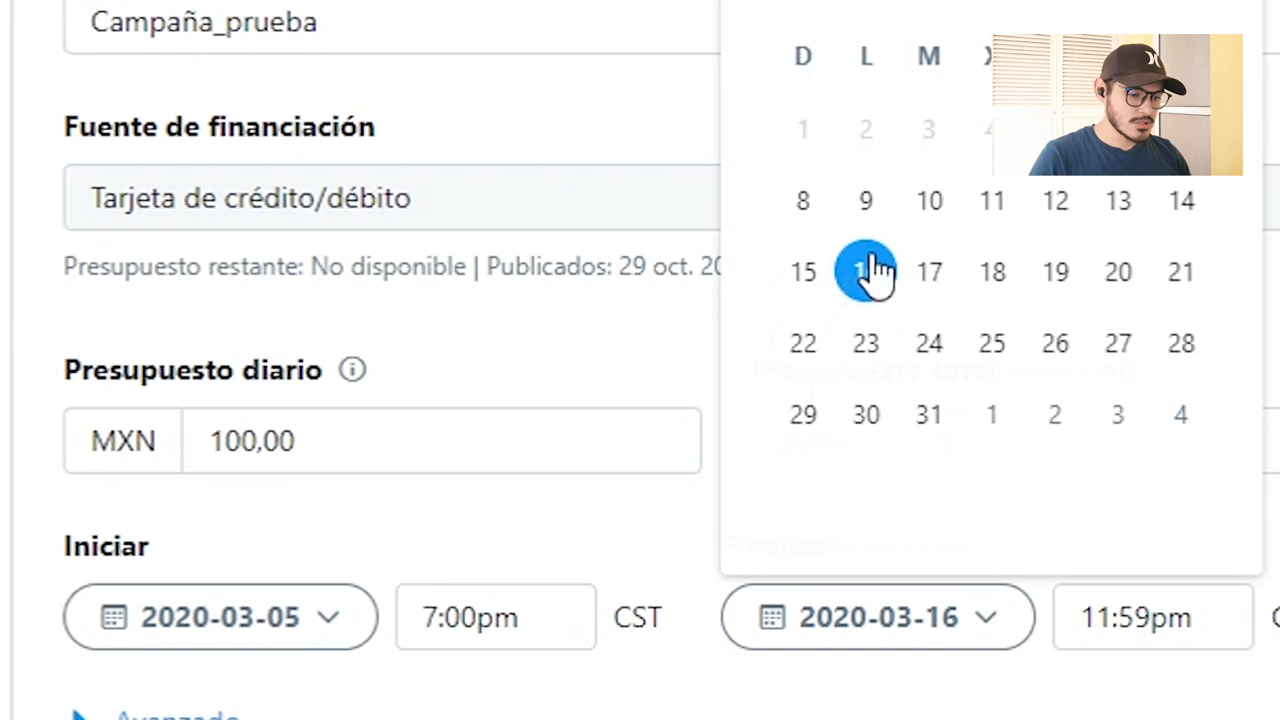 Campaña_prueba
Fuente de financiación
Tarjeta de crédito/débito
Presupuesto restante: No disponible | Publicados: 29 oct.
Presupuesto diario
MXN 100,00
Iniciar
2020-03-05 7:00pm CST
D L M
1 2 3
8 9 10 11 12 13 14
15 17 18 19 20 21
22 23 24 25 26 27 28
29 30 31 1 2 3 4
2020-03-16 11:59pm
Avanzado